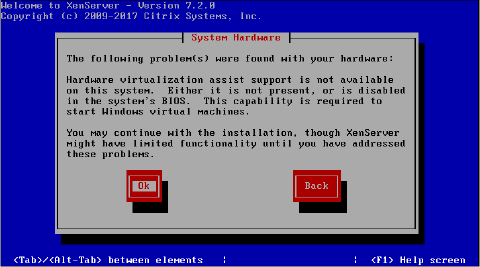 Welcome to XenServer - Version 7.2.0
Copyright (c) 2009-2017 Citrix Systems, Inc.
System Hardware
The following problem(s) were found with your hardware:
Hardware virtualization assist support is not available
on this system.  Either it is not present, or is disabled
in the system's BIOS.  This capability is required to
start Windows virtual machines.
You may continue with the installation, though XenServer
might have limited functionality until you have addressed
these problems.
Ok Back
<Tab>/<Alt-Tab> between elements | | <F1> Help screen